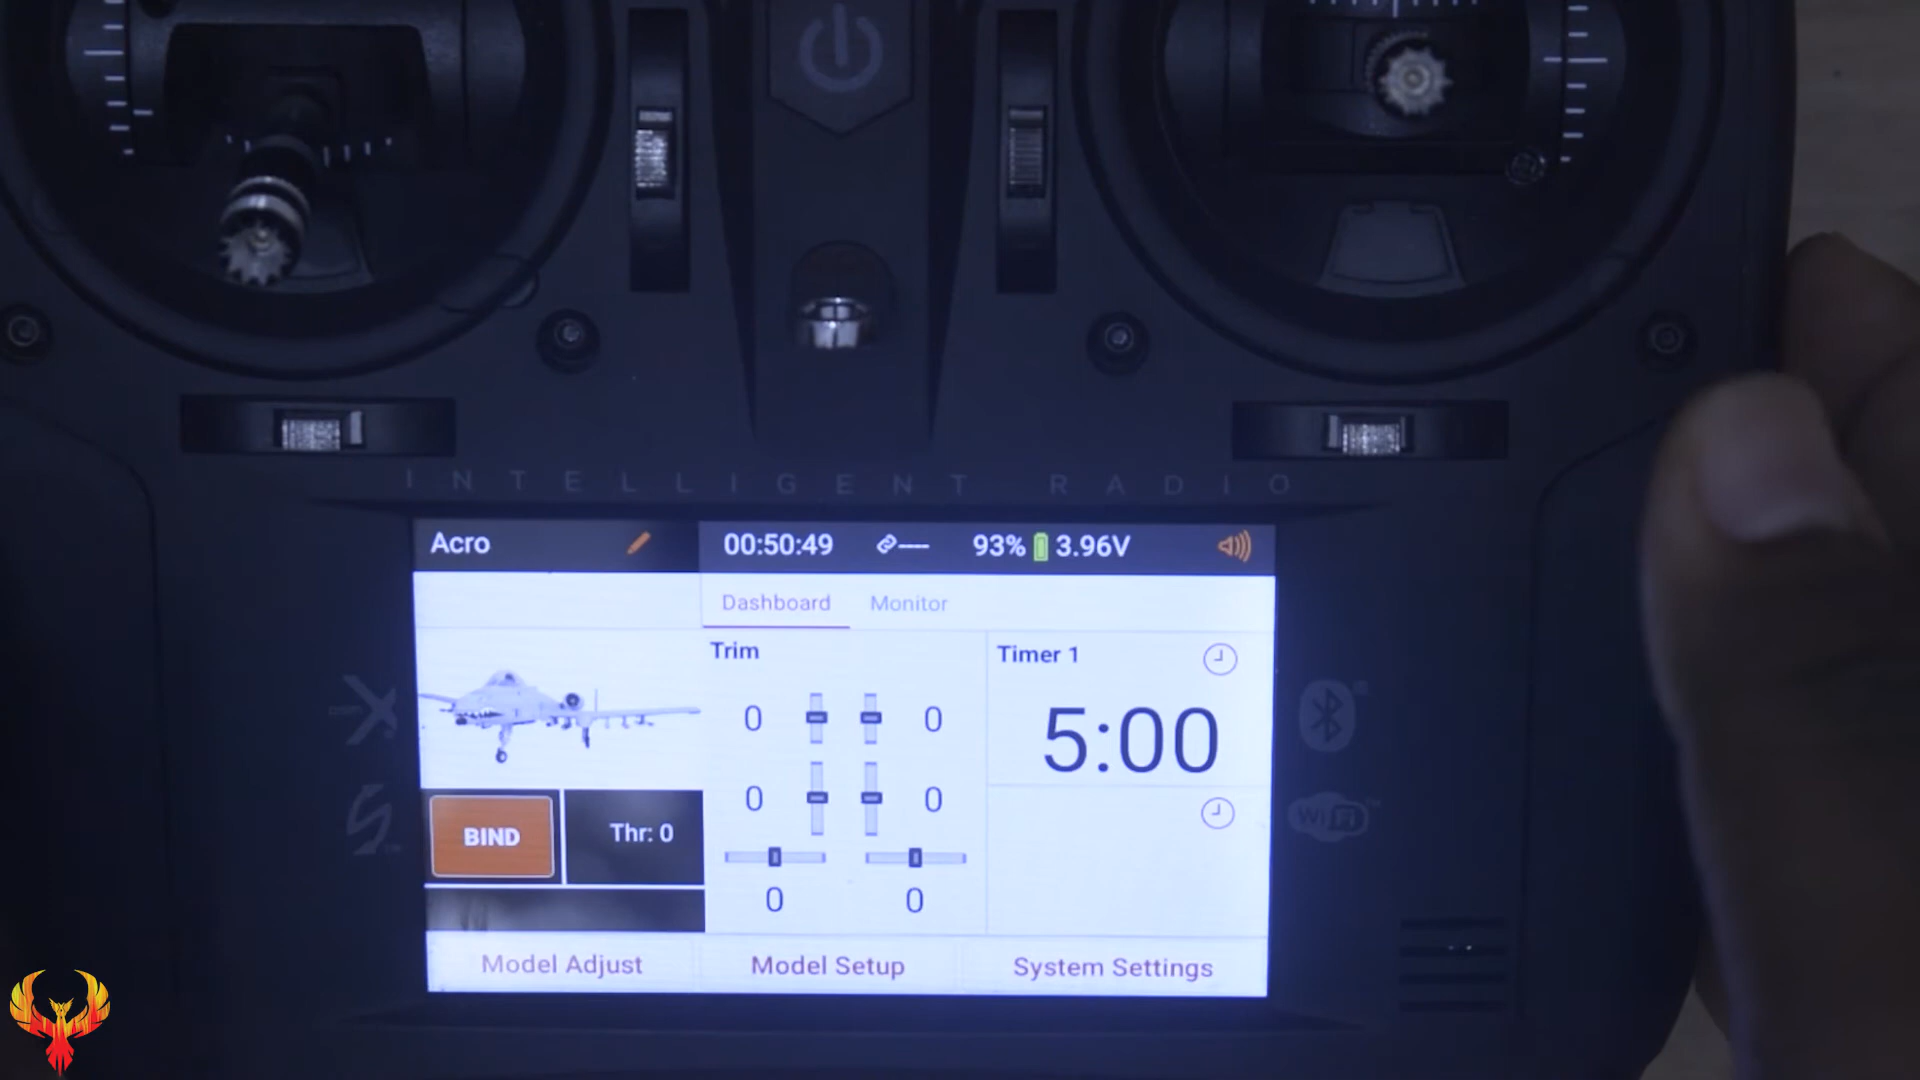 INTELLIGENT RADIO
Acro
00:50:49
93% 3.96V
Dashboard Monitor
Trim
Timer 1
0 0
5:00
0 0
BIND
Thr: 0
0 0
Model Adjust
Model Setup
System Settings
WiFi